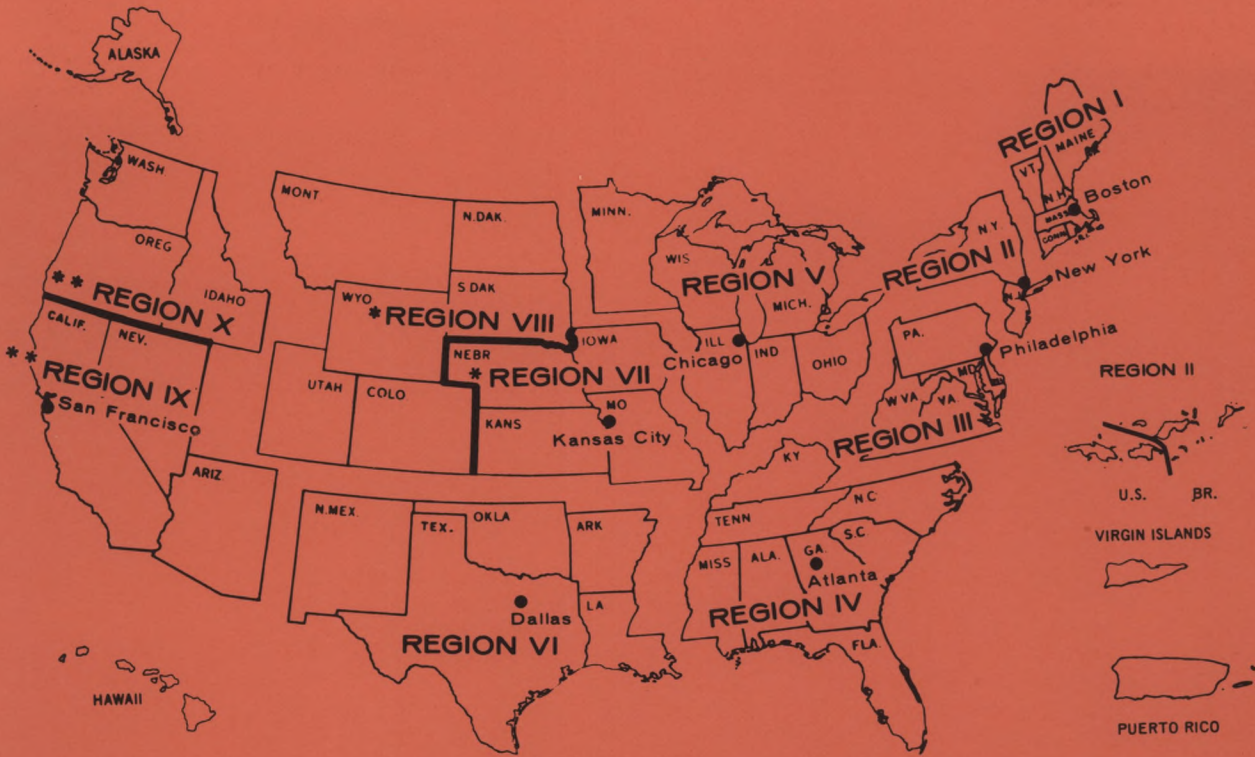 ALASKA
WASH
OREG
** REGION X
IDAHO
MONT
N.DAK.
S.DAK
WYO
* REGION VIII
NEBR
* REGION VII
IOWA
MINN.
WIS
REGION V
MICH.
ILL
Chicago
IND
OHIO
REGION I
MAINE
VT.
N.H.
MASS
Boston
CONN
R.I.
N.Y.
REGION II
New York
N.J.
PA.
Philadelphia
MD
W VA
VA
REGION III
CALIF.
NEV.
**
REGION IX
San Francisco
UTAH
COLO
KANS
MO
Kansas City
KY
ARIZ
N.MEX.
TEX.
OKLA
ARK
LA
Dallas
REGION VI
TENN
N.C.
S.C.
MISS
ALA.
GA.
Atlanta
REGION IV
FLA.
HAWAII
REGION II
U.S. BR.
VIRGIN ISLANDS
PUERTO RICO